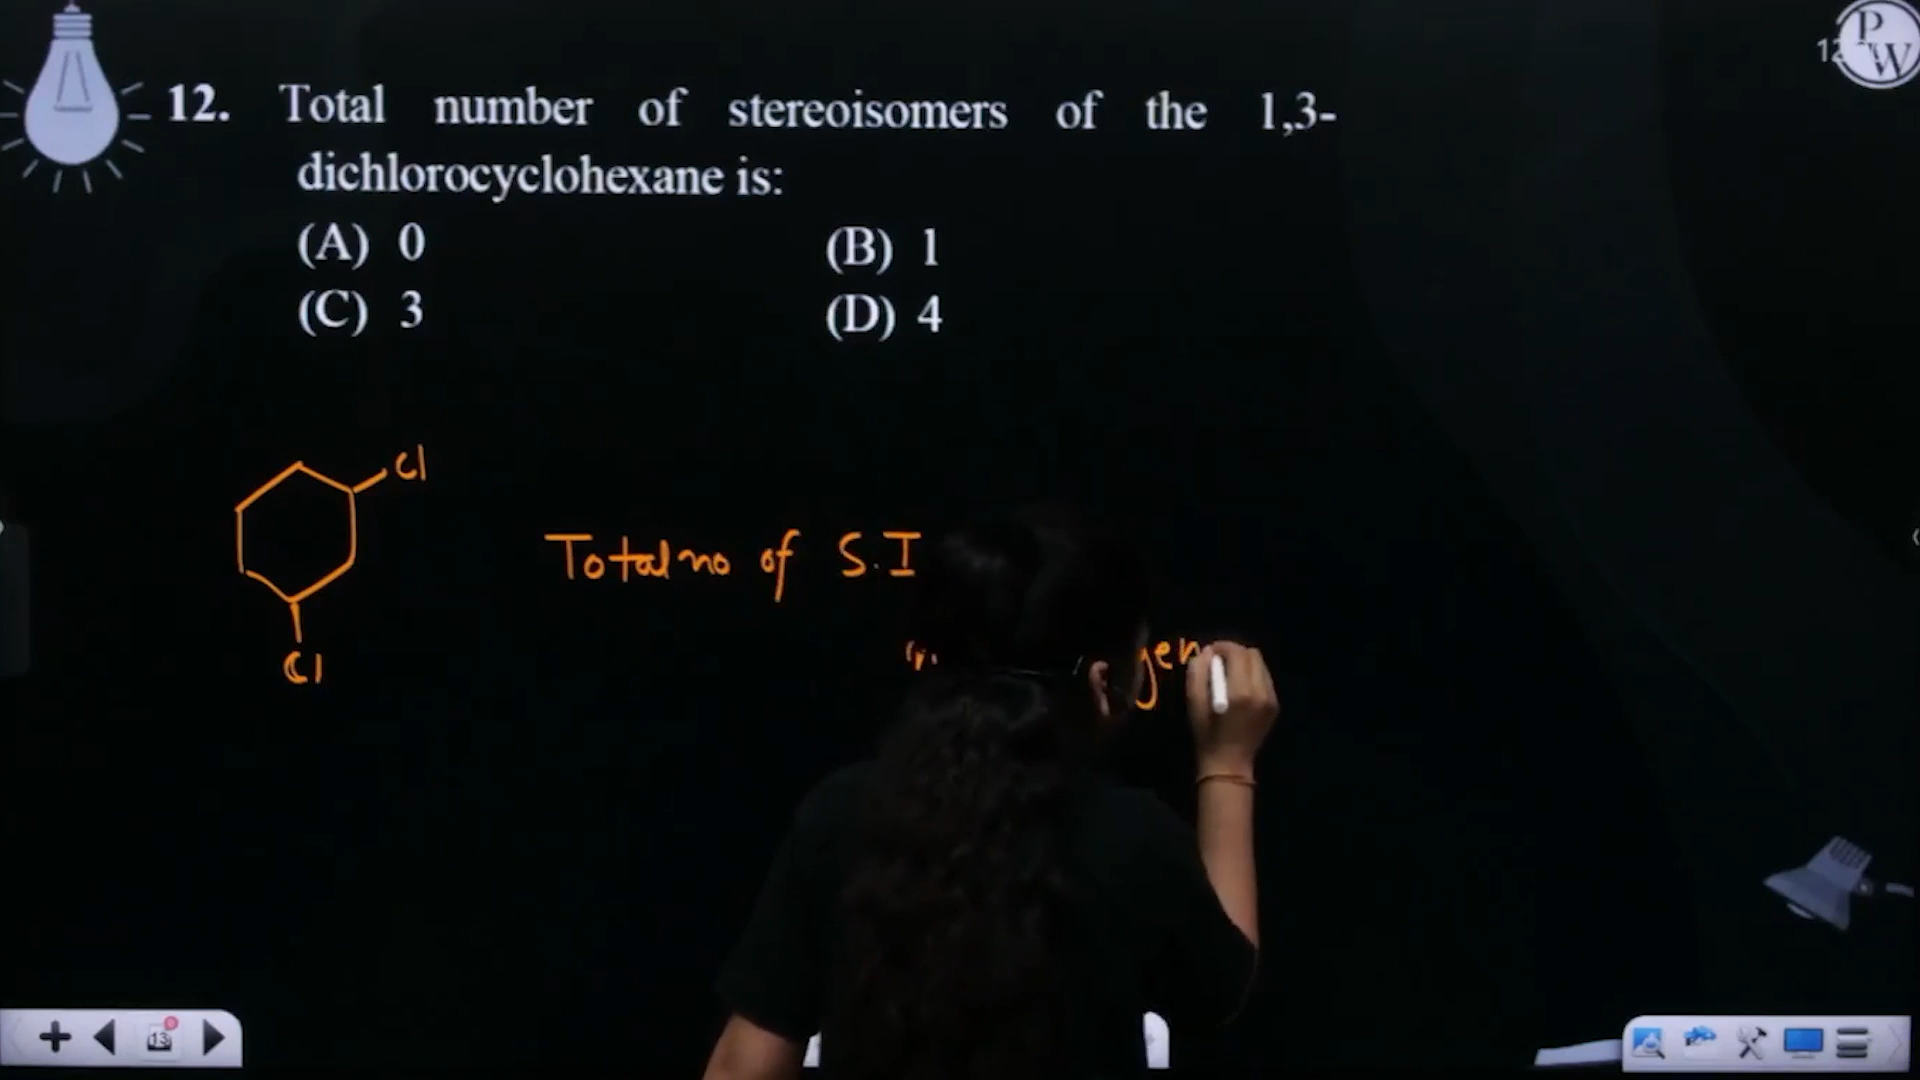 12. Total number of stereoisomers of the 1,3-
dichlorocyclohexane is:
(A) 0 (B) 1
(C) 3 (D) 4
Cl
Total no of S.I
Cl
P
W
13